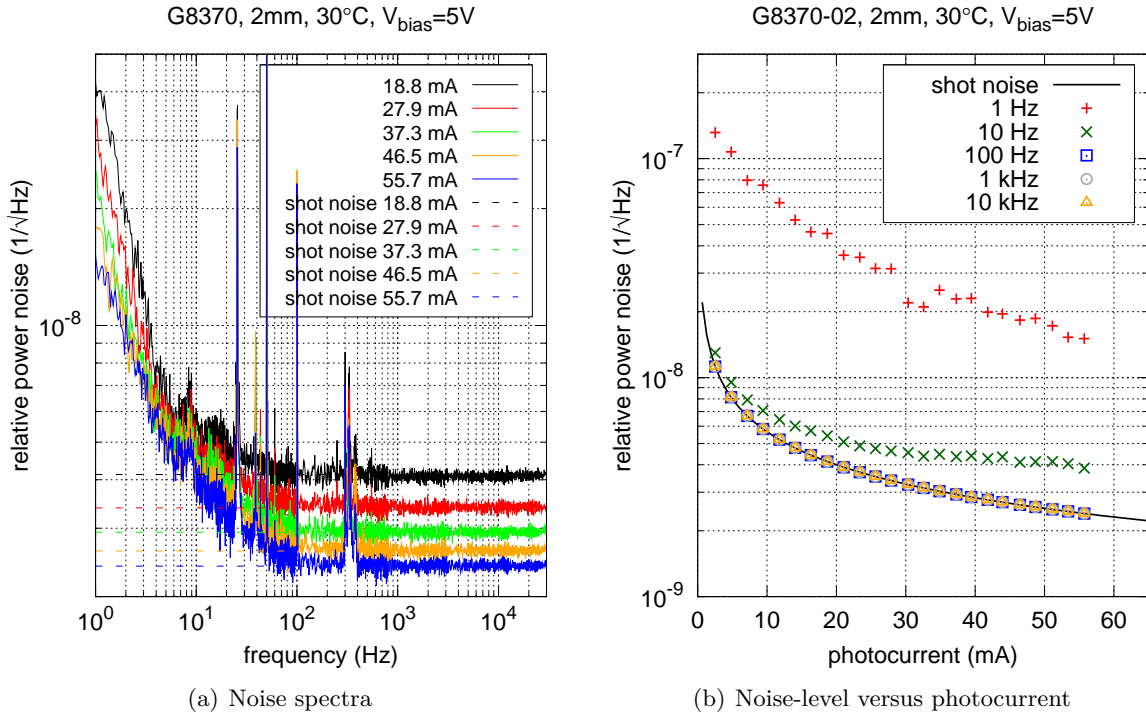 G8370, 2mm, 30°C, V_bias=5V
18.8 mA
27.9 mA
37.3 mA
46.5 mA
55.7 mA
shot noise 18.8 mA
shot noise 27.9 mA
shot noise 37.3 mA
shot noise 46.5 mA
shot noise 55.7 mA
relative power noise (1/√Hz)
10^-8
10^0 10^1 10^2 10^3 10^4
frequency (Hz)
(a) Noise spectra
G8370-02, 2mm, 30°C, V_bias=5V
shot noise
1 Hz
10 Hz
100 Hz
1 kHz
10 kHz
relative power noise (1/√Hz)
10^-7
10^-8
10^-9
0 10 20 30 40 50 60
photocurrent (mA)
(b) Noise-level versus photocurrent